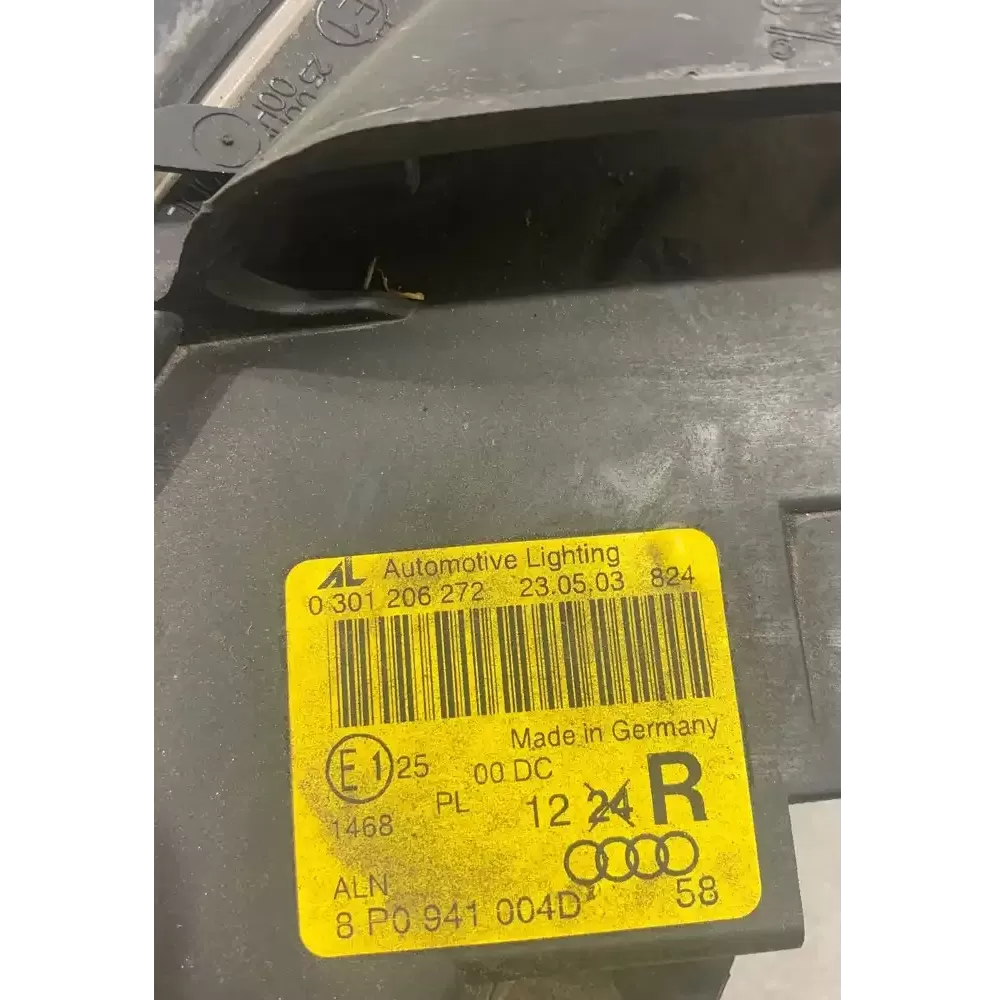 E1
AL Automotive Lighting
0 301 206 272 23.05.03 824
Made in Germany
E1 25 00 DC
PL 12 24 R
1468
ALN
8 P0 941 004D 58